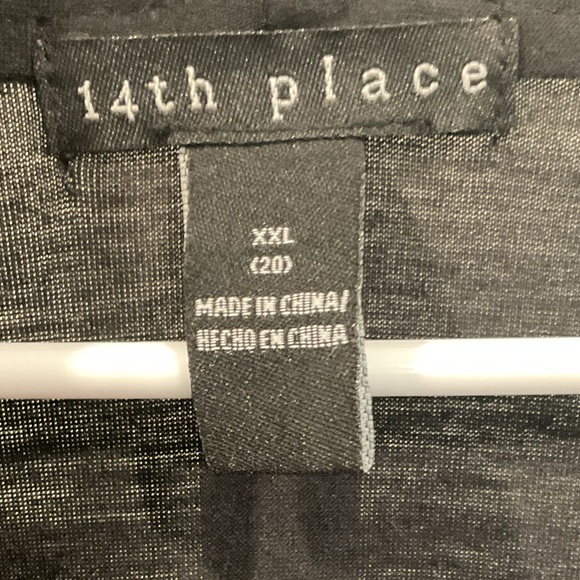 14th place
XXL
(20)
MADE IN CHINA/
HECHO EN CHINA